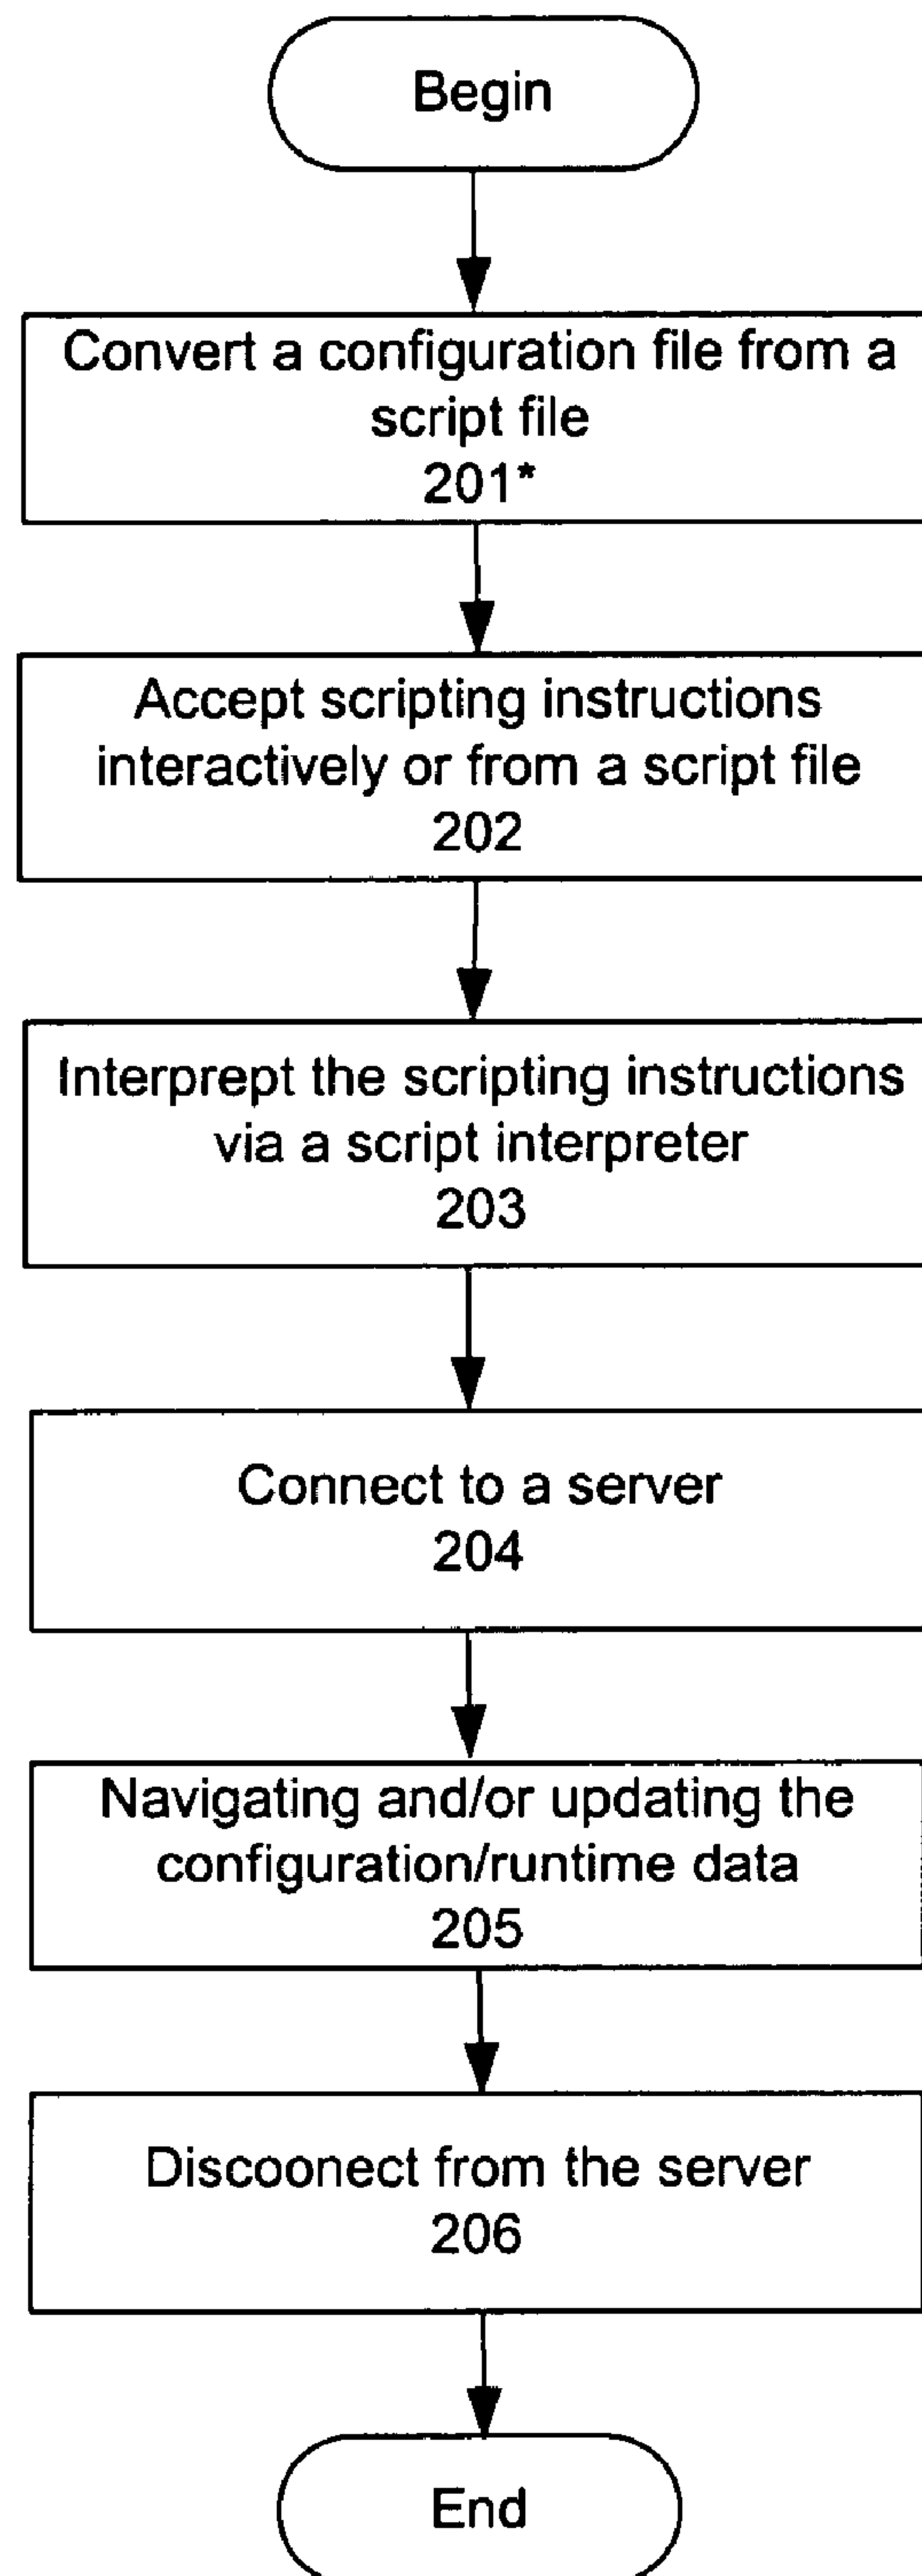 Begin
Convert a configuration file from a
script file
201*
Accept scripting instructions
interactively or from a script file
202
Interprept the scripting instructions
via a script interpreter
203
Connect to a server
204
Navigating and/or updating the
configuration/runtime data
205
Discoonect from the server
206
End